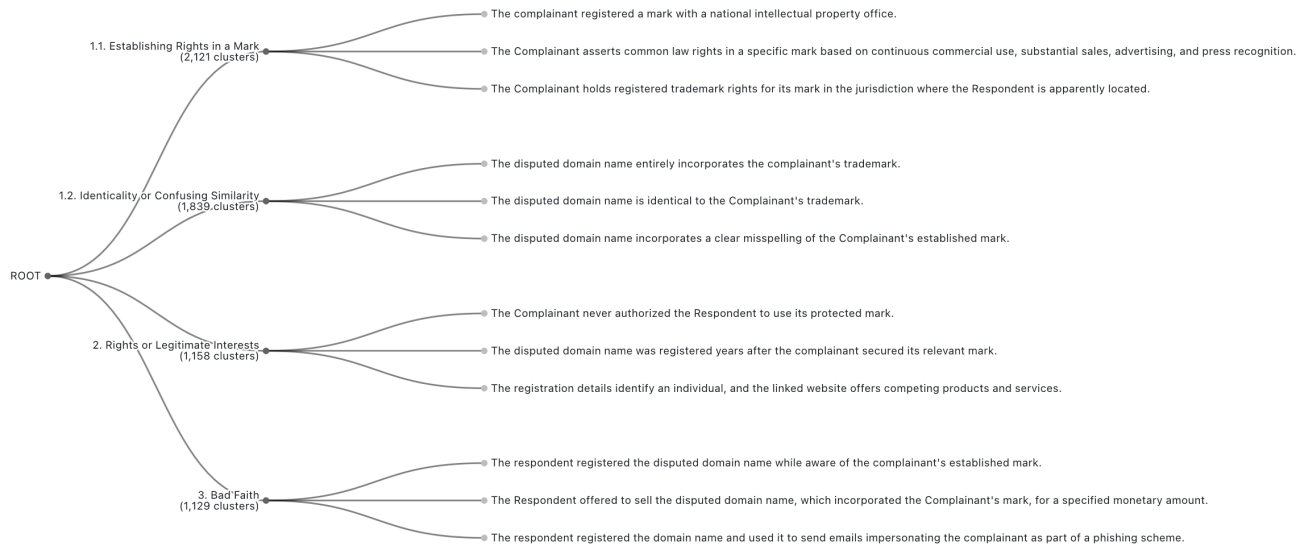 ROOT
1.1. Establishing Rights in a Mark
(2,121 clusters)
The complainant registered a mark with a national intellectual property office.
The Complainant asserts common law rights in a specific mark based on continuous commercial use, substantial sales, advertising, and press recognition.
The Complainant holds registered trademark rights for its mark in the jurisdiction where the Respondent is apparently located.
1.2. Identicality or Confusing Similarity
(1,839 clusters)
The disputed domain name entirely incorporates the complainant's trademark.
The disputed domain name is identical to the Complainant's trademark.
The disputed domain name incorporates a clear misspelling of the Complainant's established mark.
2. Rights or Legitimate Interests
(1,158 clusters)
The Complainant never authorized the Respondent to use its protected mark.
The disputed domain name was registered years after the complainant secured its relevant mark.
The registration details identify an individual, and the linked website offers competing products and services.
3. Bad Faith
(1,129 clusters)
The respondent registered the disputed domain name while aware of the complainant's established mark.
The Respondent offered to sell the disputed domain name, which incorporated the Complainant's mark, for a specified monetary amount.
The respondent registered the domain name and used it to send emails impersonating the complainant as part of a phishing scheme.